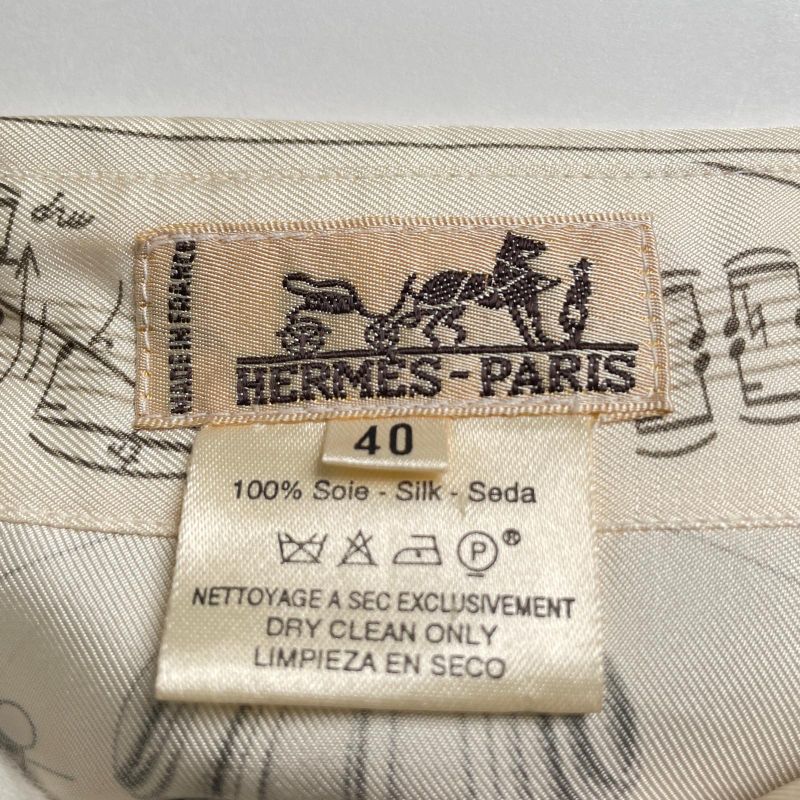 drw
MADE IN FRANCE
HERMES-PARIS
40
100% Soie - Silk - Seda
P®
NETTOYAGE A SEC EXCLUSIVEMENT
DRY CLEAN ONLY
LIMPIEZA EN SECO